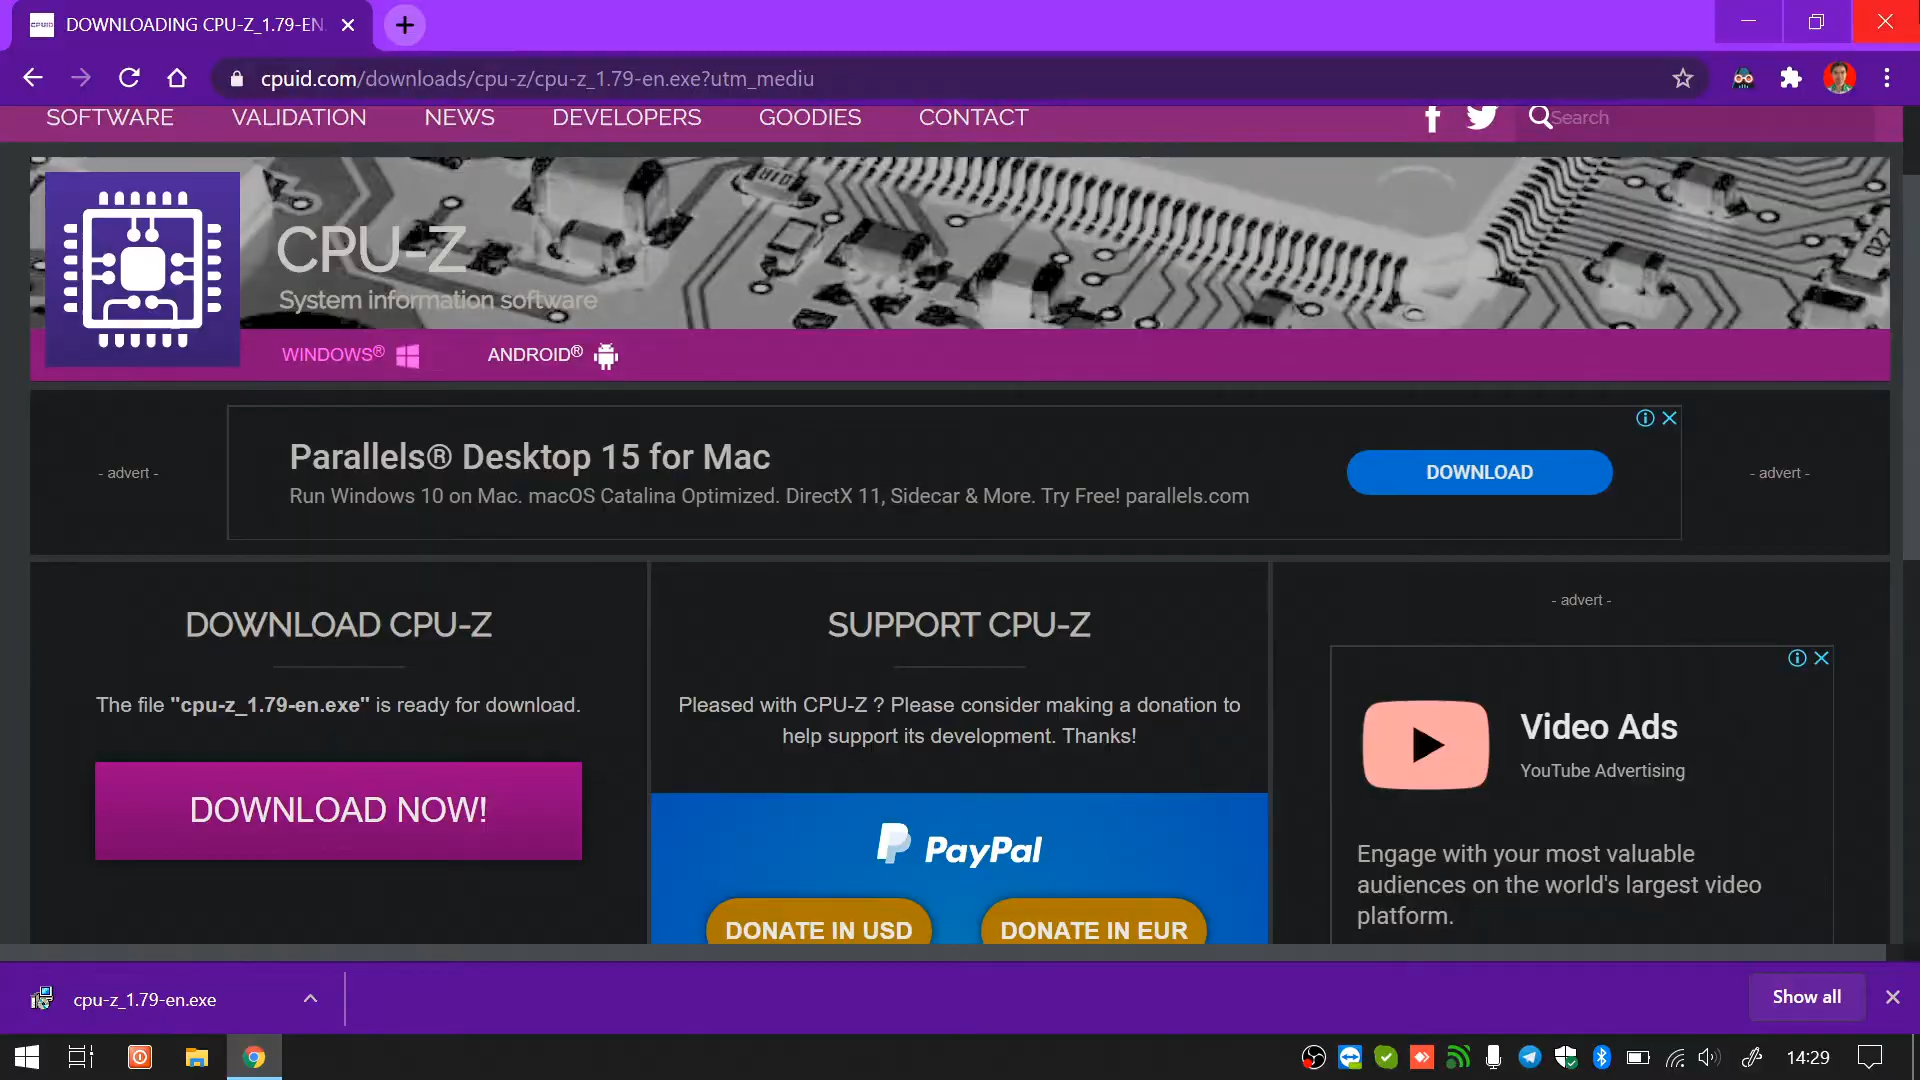 DOWNLOADING CPU-Z_1.79-EN
cpuid.com/downloads/cpu-z/cpu-z_1.79-en.exe?utm_mediu
SOFTWARE VALIDATION NEWS DEVELOPERS GOODIES CONTACT Search
CPU-Z
System information software
WINDOWS® ANDROID®
- advert -
Parallels® Desktop 15 for Mac
Run Windows 10 on Mac. macOS Catalina Optimized. DirectX 11, Sidecar & More. Try Free! parallels.com
DOWNLOAD
- advert -
DOWNLOAD CPU-Z
The file "cpu-z_1.79-en.exe" is ready for download.
DOWNLOAD NOW!
SUPPORT CPU-Z
Pleased with CPU-Z ? Please consider making a donation to
help support its development. Thanks!
PayPal
DONATE IN USD DONATE IN EUR
- advert -
Video Ads
YouTube Advertising
Engage with your most valuable
audiences on the world's largest video
platform.
cpu-z_1.79-en.exe
Show all
14:29